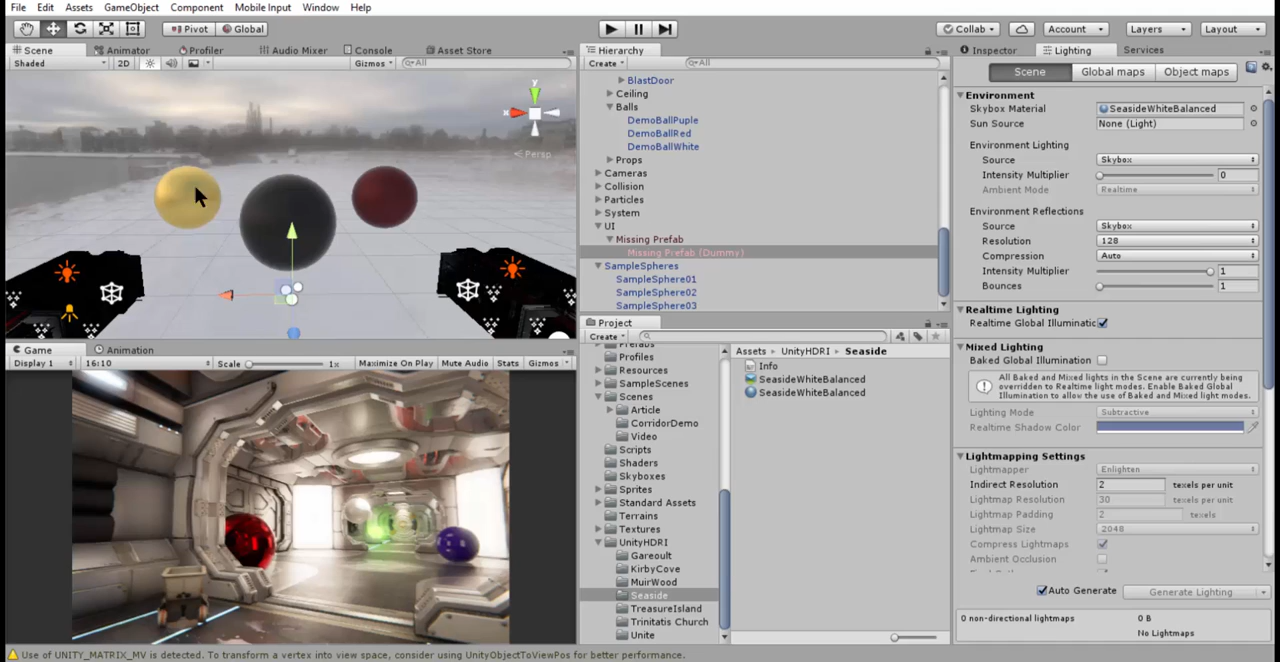 File Edit Assets GameObject Component Mobile Input Window Help
Pivot Global Collab Account Layers Layout
Scene Animator Profiler Audio Mixer Console Asset Store
Shaded 2D Gizmos All
y
x
Persp
Hierarchy
Create All
BlastDoor
Ceiling
Balls
DemoBallPuple
DemoBallRed
DemoBallWhite
Props
Cameras
Collision
Particles
System
UI
Missing Prefab
Missing Prefab (Dummy)
SampleSpheres
SampleSphere01
SampleSphere02
SampleSphere03
Game Animation
Display 1 16:10 Scale 1x Maximize On Play Mute Audio Stats Gizmos
Project
Create
Prefabs
Profiles
Resources
SampleScenes
Scenes
Article
CorridorDemo
Video
Scripts
Shaders
Skyboxes
Sprites
Standard Assets
Terrains
Textures
UnityHDRI
Gareoult
KirbyCove
MuirWood
Seaside
TreasureIsland
Trinitatis Church
Unite
Assets UnityHDRI Seaside
Info
SeasideWhiteBalanced
SeasideWhiteBalanced
Inspector Lighting Services
Scene Global maps Object maps
Environment
Skybox Material SeasideWhiteBalanced
Sun Source None (Light)
Environment Lighting
Source Skybox
Intensity Multiplier 0
Ambient Mode Realtime
Environment Reflections
Source Skybox
Resolution 128
Compression Auto
Intensity Multiplier 1
Bounces 1
Realtime Lighting
Realtime Global Illuminatic
Mixed Lighting
Baked Global Illumination
All Baked and Mixed lights in the Scene are currently being
overridden to Realtime light modes. Enable Baked Global
Illumination to allow the use of Baked and Mixed light modes.
Lighting Mode Subtractive
Realtime Shadow Color
Lightmapping Settings
Lightmapper Enlighten
Indirect Resolution 2 texels per unit
Lightmap Resolution 30 texels per unit
Lightmap Padding 2 texels
Lightmap Size 2048
Compress Lightmaps
Ambient Occlusion
Auto Generate Generate Lighting
0 non-directional lightmaps 0 B
No Lightmaps
Use of UNITY_MATRIX_MV is detected. To transform a vertex into view space, consider using UnityObjectToViewPos for better performance.